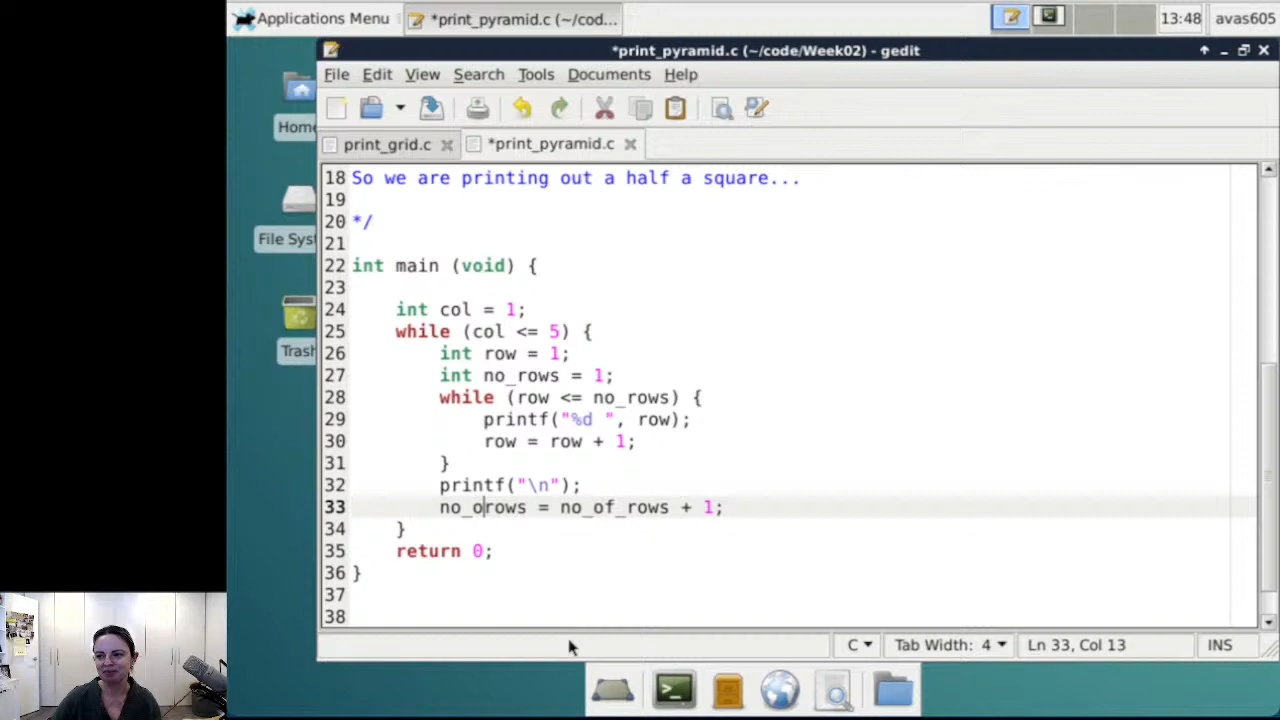 Applications Menu
*print_pyramid.c (~/cod...
13:48
avas605
*print_pyramid.c (~/code/Week02) - gedit
File Edit View Search Tools Documents Help
print_grid.c
*print_pyramid.c
Home
File Syst
Trash
18 So we are printing out a half a square...
19
20 */
21
22 int main (void) {
23
24     int col = 1;
25     while (col <= 5) {
26         int row = 1;
27         int no_rows = 1;
28         while (row <= no_rows) {
29             printf("%d ", row);
30             row = row + 1;
31         }
32         printf("\n");
33         no_orows = no_of_rows + 1;
34     }
35     return 0;
36 }
37
38
C
Tab Width: 4
Ln 33, Col 13
INS